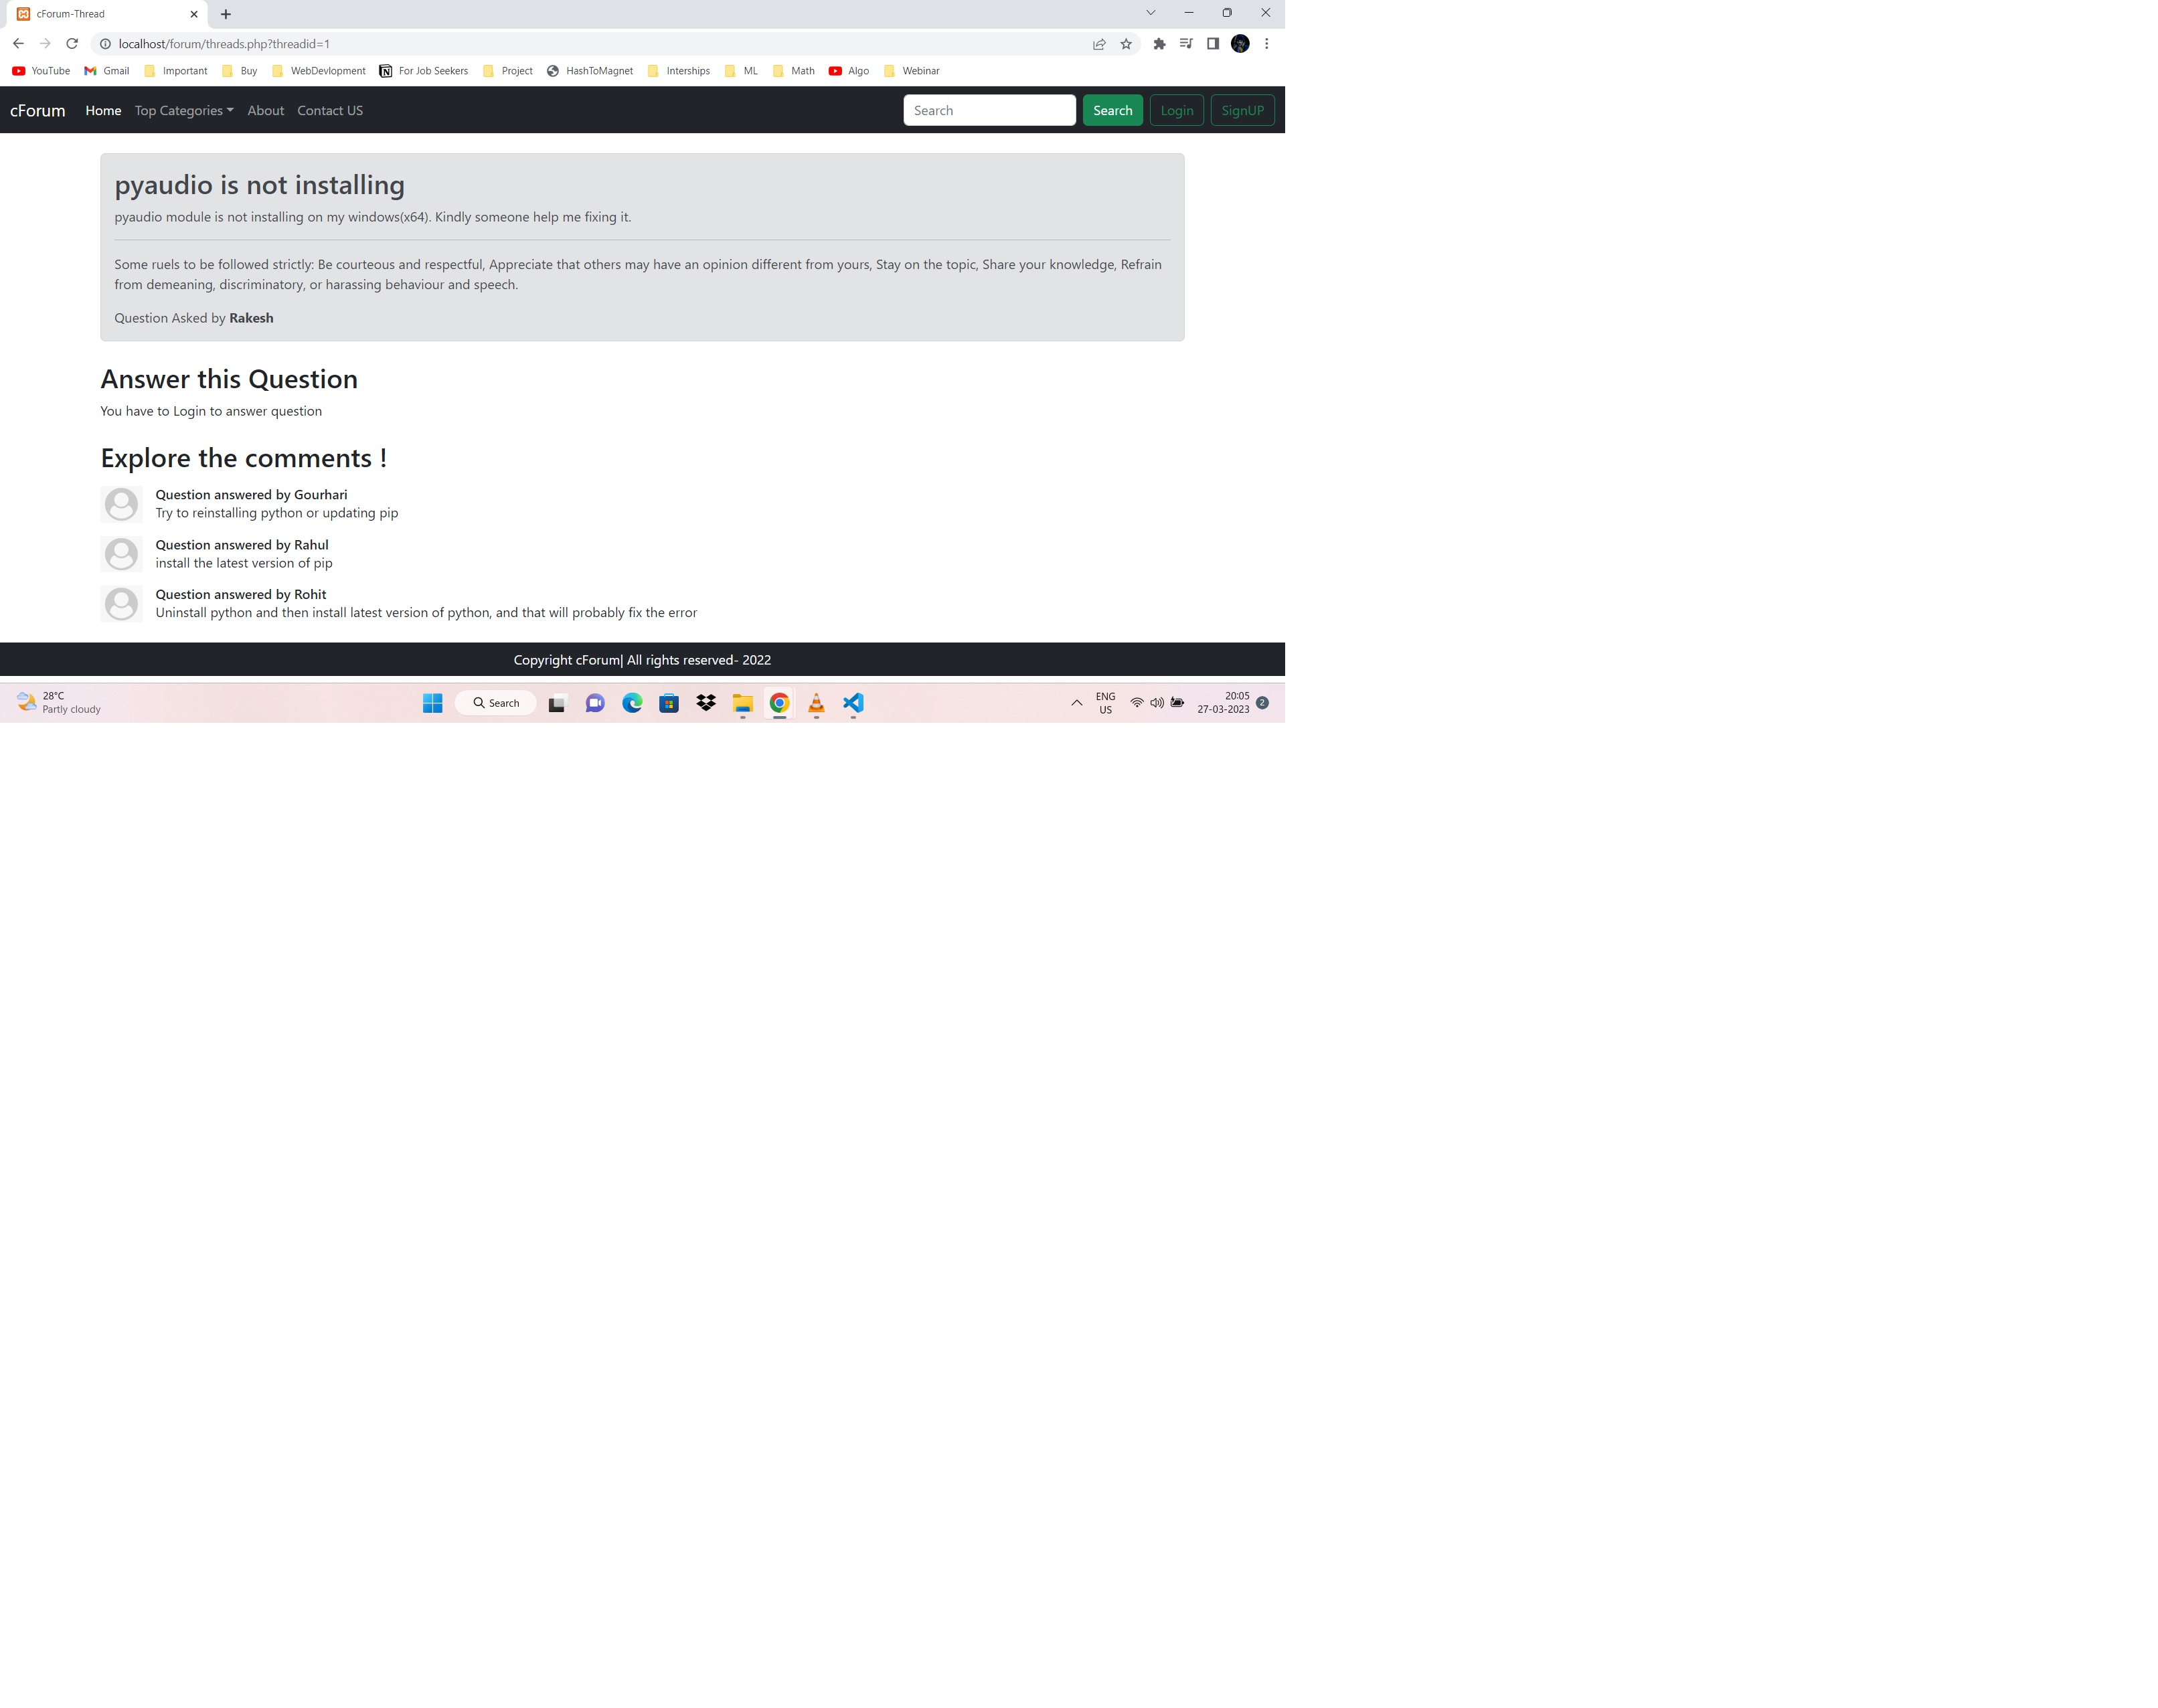 cForum-Thread
localhost/forum/threads.php?threadid=1
YouTube Gmail Important Buy WebDevlopment For Job Seekers Project HashToMagnet Interships ML Math Algo Webinar
cForum Home Top Categories About Contact US Search Search Login SignUP
pyaudio is not installing
pyaudio module is not installing on my windows(x64). Kindly someone help me fixing it.
Some ruels to be followed strictly: Be courteous and respectful, Appreciate that others may have an opinion different from yours, Stay on the topic, Share your knowledge, Refrain
from demeaning, discriminatory, or harassing behaviour and speech.
Question Asked by Rakesh
Answer this Question
You have to Login to answer question
Explore the comments !
Question answered by Gourhari
Try to reinstalling python or updating pip
Question answered by Rahul
install the latest version of pip
Question answered by Rohit
Uninstall python and then install latest version of python, and that will probably fix the error
Copyright cForum| All rights reserved- 2022
28°C
Partly cloudy
Search
ENG
US
20:05
27-03-2023
2